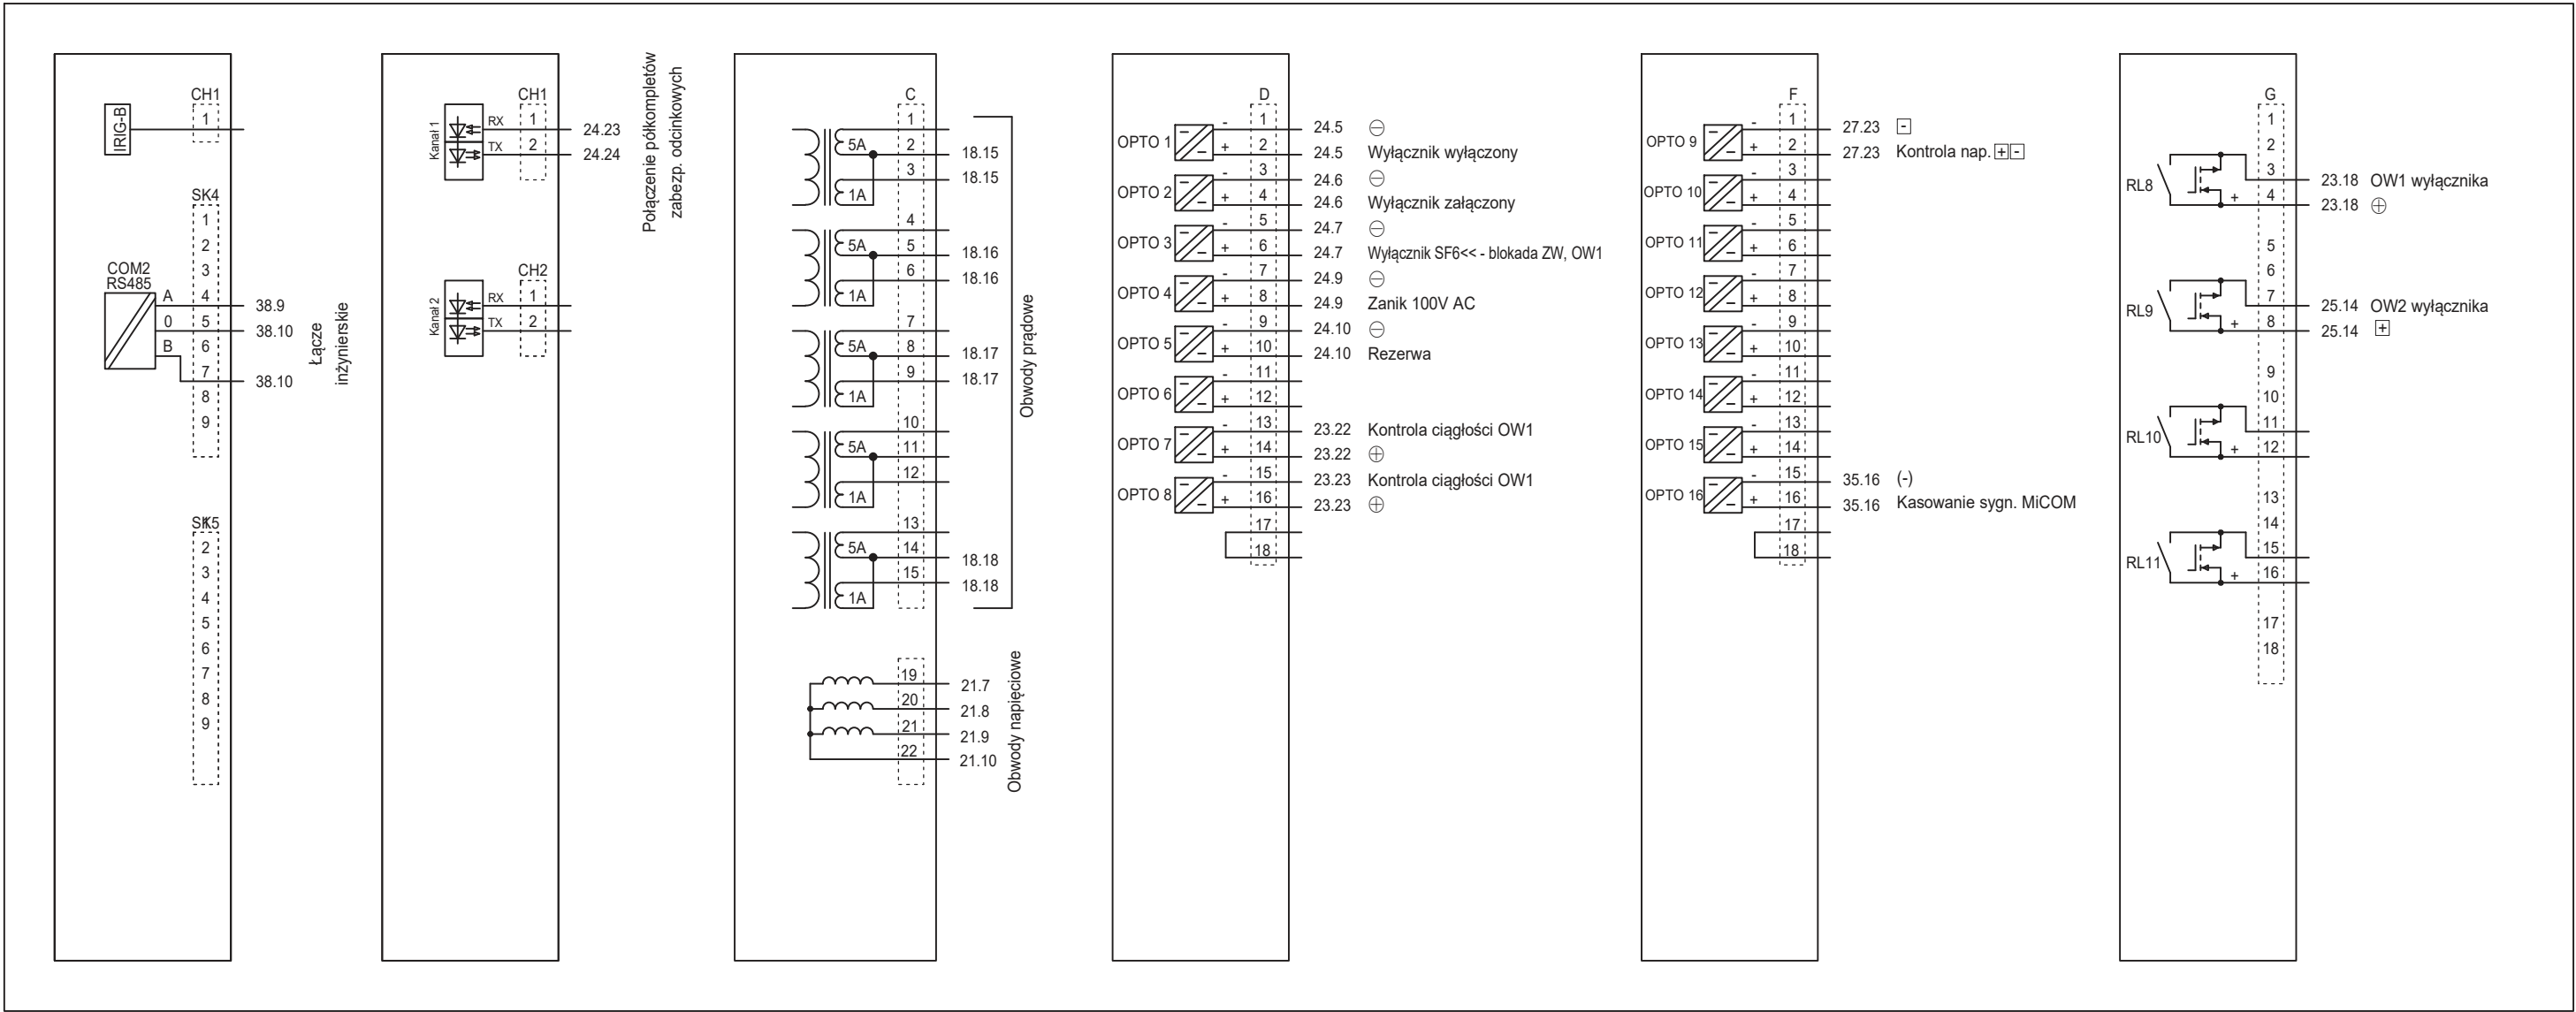 CH1
1
IRIG-B
SK4
1
2
3
COM2
RS485
A 4 38.9
0 5 38.10
B 6
7 38.10
8
9
Łącze
inżynierskie
SK5
1
2
3
4
5
6
7
8
9
CH1
Kanał 1
RX 1 24.23
TX 2 24.24
Połączenie półkompletów
zabezp. odcinkowych
CH2
Kanał 2
RX 1
TX 2
C
1
5A 2 18.15
3 18.15
1A
4
5A 5 18.16
6 18.16
1A
7
5A 8 18.17
9 18.17
1A
10
5A 11
12
1A
13
5A 14 18.18
15 18.18
1A
Obwody prądowe
19 21.7
20 21.8
21 21.9
22 21.10
Obwody napięciowe
D
OPTO 1 - 1 24.5 ⊖
+ 2 24.5 Wyłącznik wyłączony
OPTO 2 - 3 24.6 ⊖
+ 4 24.6 Wyłącznik załączony
OPTO 3 - 5 24.7 ⊖
+ 6 24.7 Wyłącznik SF6<< - blokada ZW, OW1
OPTO 4 - 7 24.9 ⊖
+ 8 24.9 Zanik 100V AC
OPTO 5 - 9 24.10 ⊖
+ 10 24.10 Rezerwa
OPTO 6 - 11
+ 12
OPTO 7 - 13 23.22 Kontrola ciągłości OW1
+ 14 23.22 ⊕
OPTO 8 - 15 23.23 Kontrola ciągłości OW1
+ 16 23.23 ⊕
17
18
F
OPTO 9 - 1 27.23 ⊟
+ 2 27.23 Kontrola nap. ⊞⊟
OPTO 10 - 3
+ 4
OPTO 11 - 5
+ 6
OPTO 12 - 7
+ 8
OPTO 13 - 9
+ 10
OPTO 14 - 11
+ 12
OPTO 15 - 13
+ 14
OPTO 16 - 15 35.16 (-)
+ 16 35.16 Kasowanie sygn. MiCOM
17
18
G
1
2
RL8 3 23.18 OW1 wyłącznika
+ 4 23.18 ⊕
5
6
RL9 7 25.14 OW2 wyłącznika
+ 8 25.14 ⊞
9
10
RL10 11
+ 12
13
14
RL11 15
+ 16
17
18